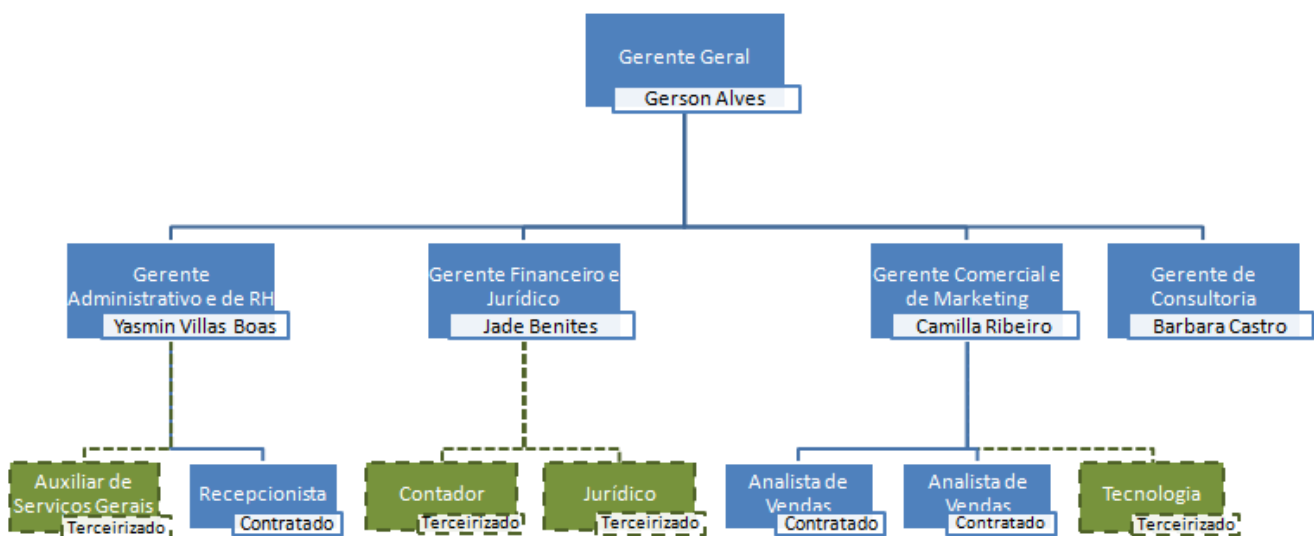 Gerente Geral
Gerson Alves
Gerente
Administrativo e de RH
Yasmin Villas Boas
Gerente Financeiro e
Jurídico
Jade Benites
Gerente Comercial e
de Marketing
Camilla Ribeiro
Gerente de
Consultoria
Barbara Castro
Auxiliar de
Serviços Gerais
Terceirizado
Recepcionista
Contratado
Contador
Terceirizado
Jurídico
Terceirizado
Analista de
Vendas
Contratado
Analista de
Vendas
Contratado
Tecnologia
Terceirizado